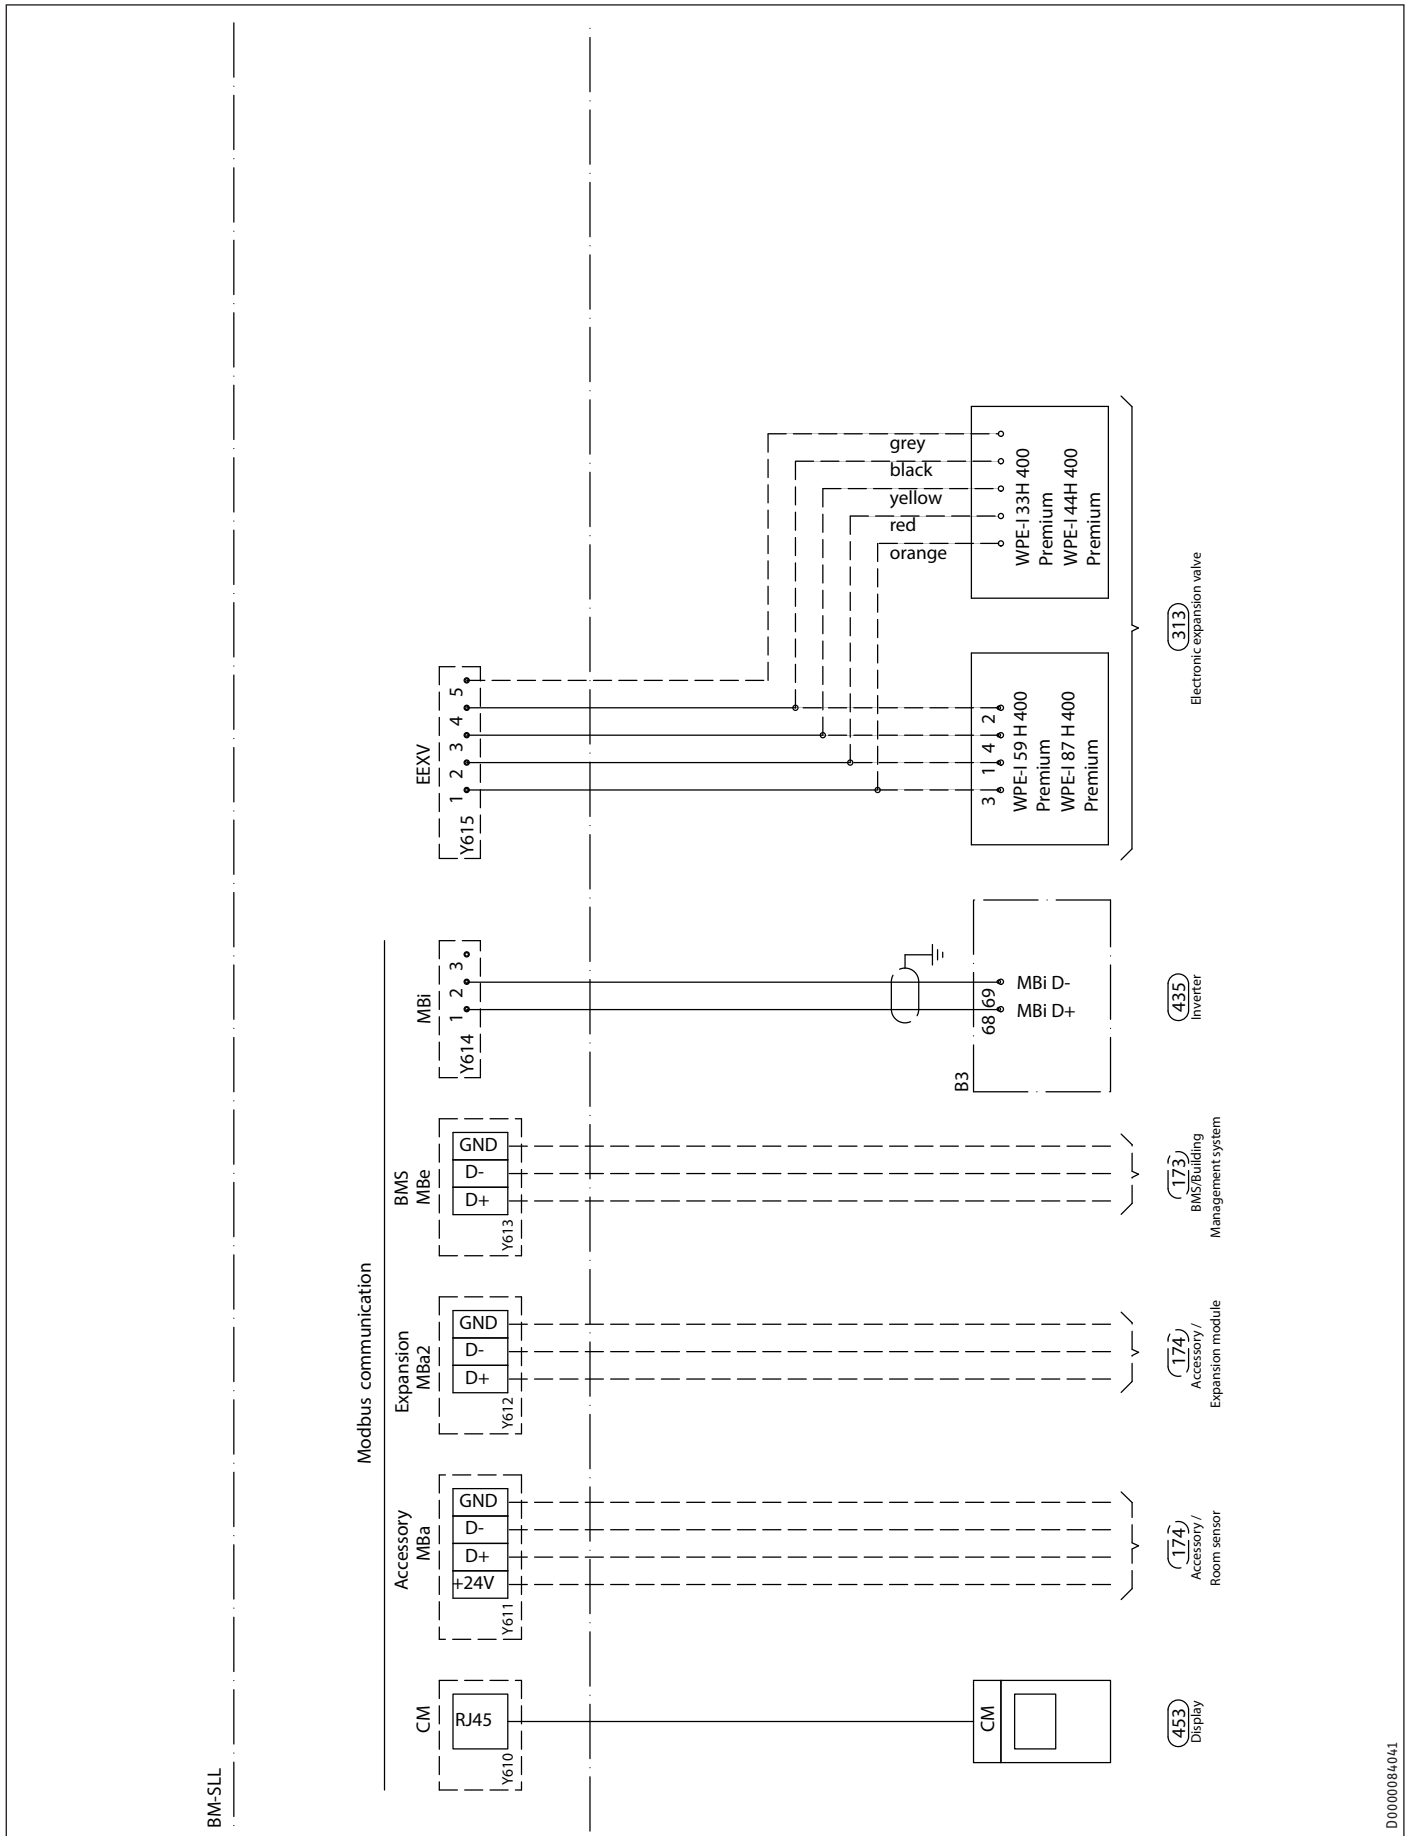 BM-SLL
Modbus communication
CM
RJ45
Y610
CM
453
Display
Accessory
MBa
+24V
D+
D-
GND
Y611
174
Accessory /
Room sensor
Expansion
MBa2
D+
D-
GND
Y612
174
Accessory /
Expansion module
BMS
MBe
D+
D-
GND
Y613
173
BMS/Building
Management system
MBi
Y614
1 2 3
B3
68 69
MBi D-
MBi D+
435
Inverter
EEXV
Y615
1 2 3 4 5
3 1 4 2
WPE-I 59 H 400
Premium
WPE-I 87 H 400
Premium
grey
black
yellow
red
orange
WPE-I 33H 400
Premium
WPE-I 44H 400
Premium
313
Electronic expansion valve
D0000084041